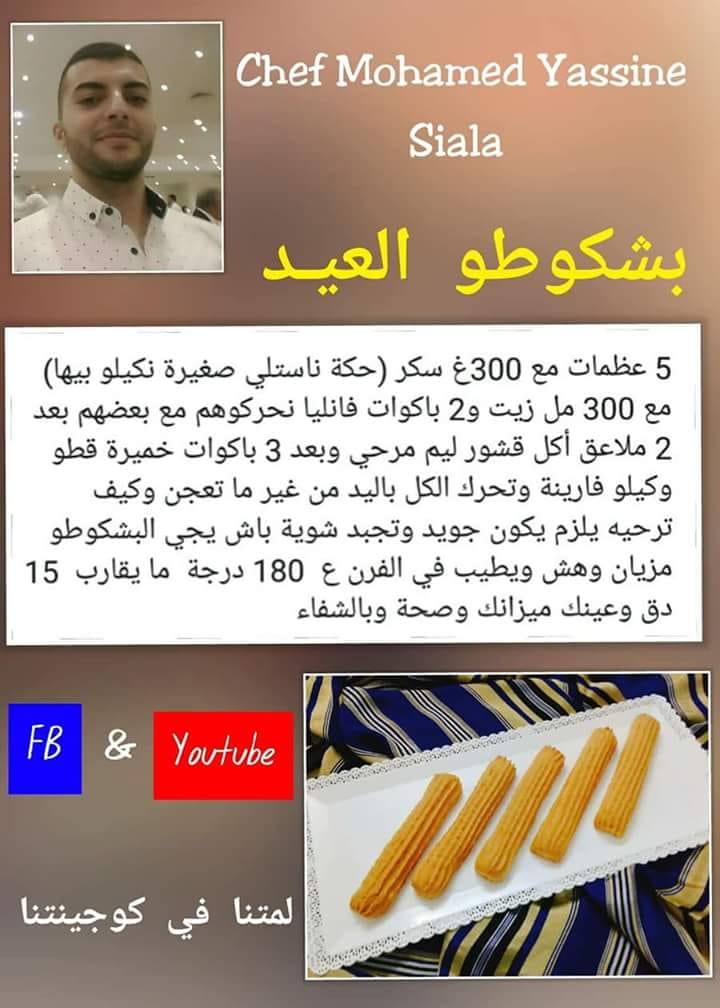 Chef Mohamed Yassine
Siala
بشكوطو العيد
5 عظمات مع 300غ سكر (حكة ناستلي صغيرة نكيلو بيها)
مع 300 مل زيت و2 باكوات فانليا نحركوهم مع بعضهم بعد
2 ملاعق أكل قشور ليم مرحي وبعد 3 باكوات خميرة قطو
وكيلو فارينة وتحرك الكل باليد من غير ما تعجن وكيف
ترحيه يلزم يكون جويد وتجبد شوية باش يجي البشكوطو
مزيان وهش ويطيب في الفرن ع 180 درجة ما يقارب 15
دق وعينك ميزانك وصحة وبالشفاء
FB & Youtube
لمتنا في كوجينتنا